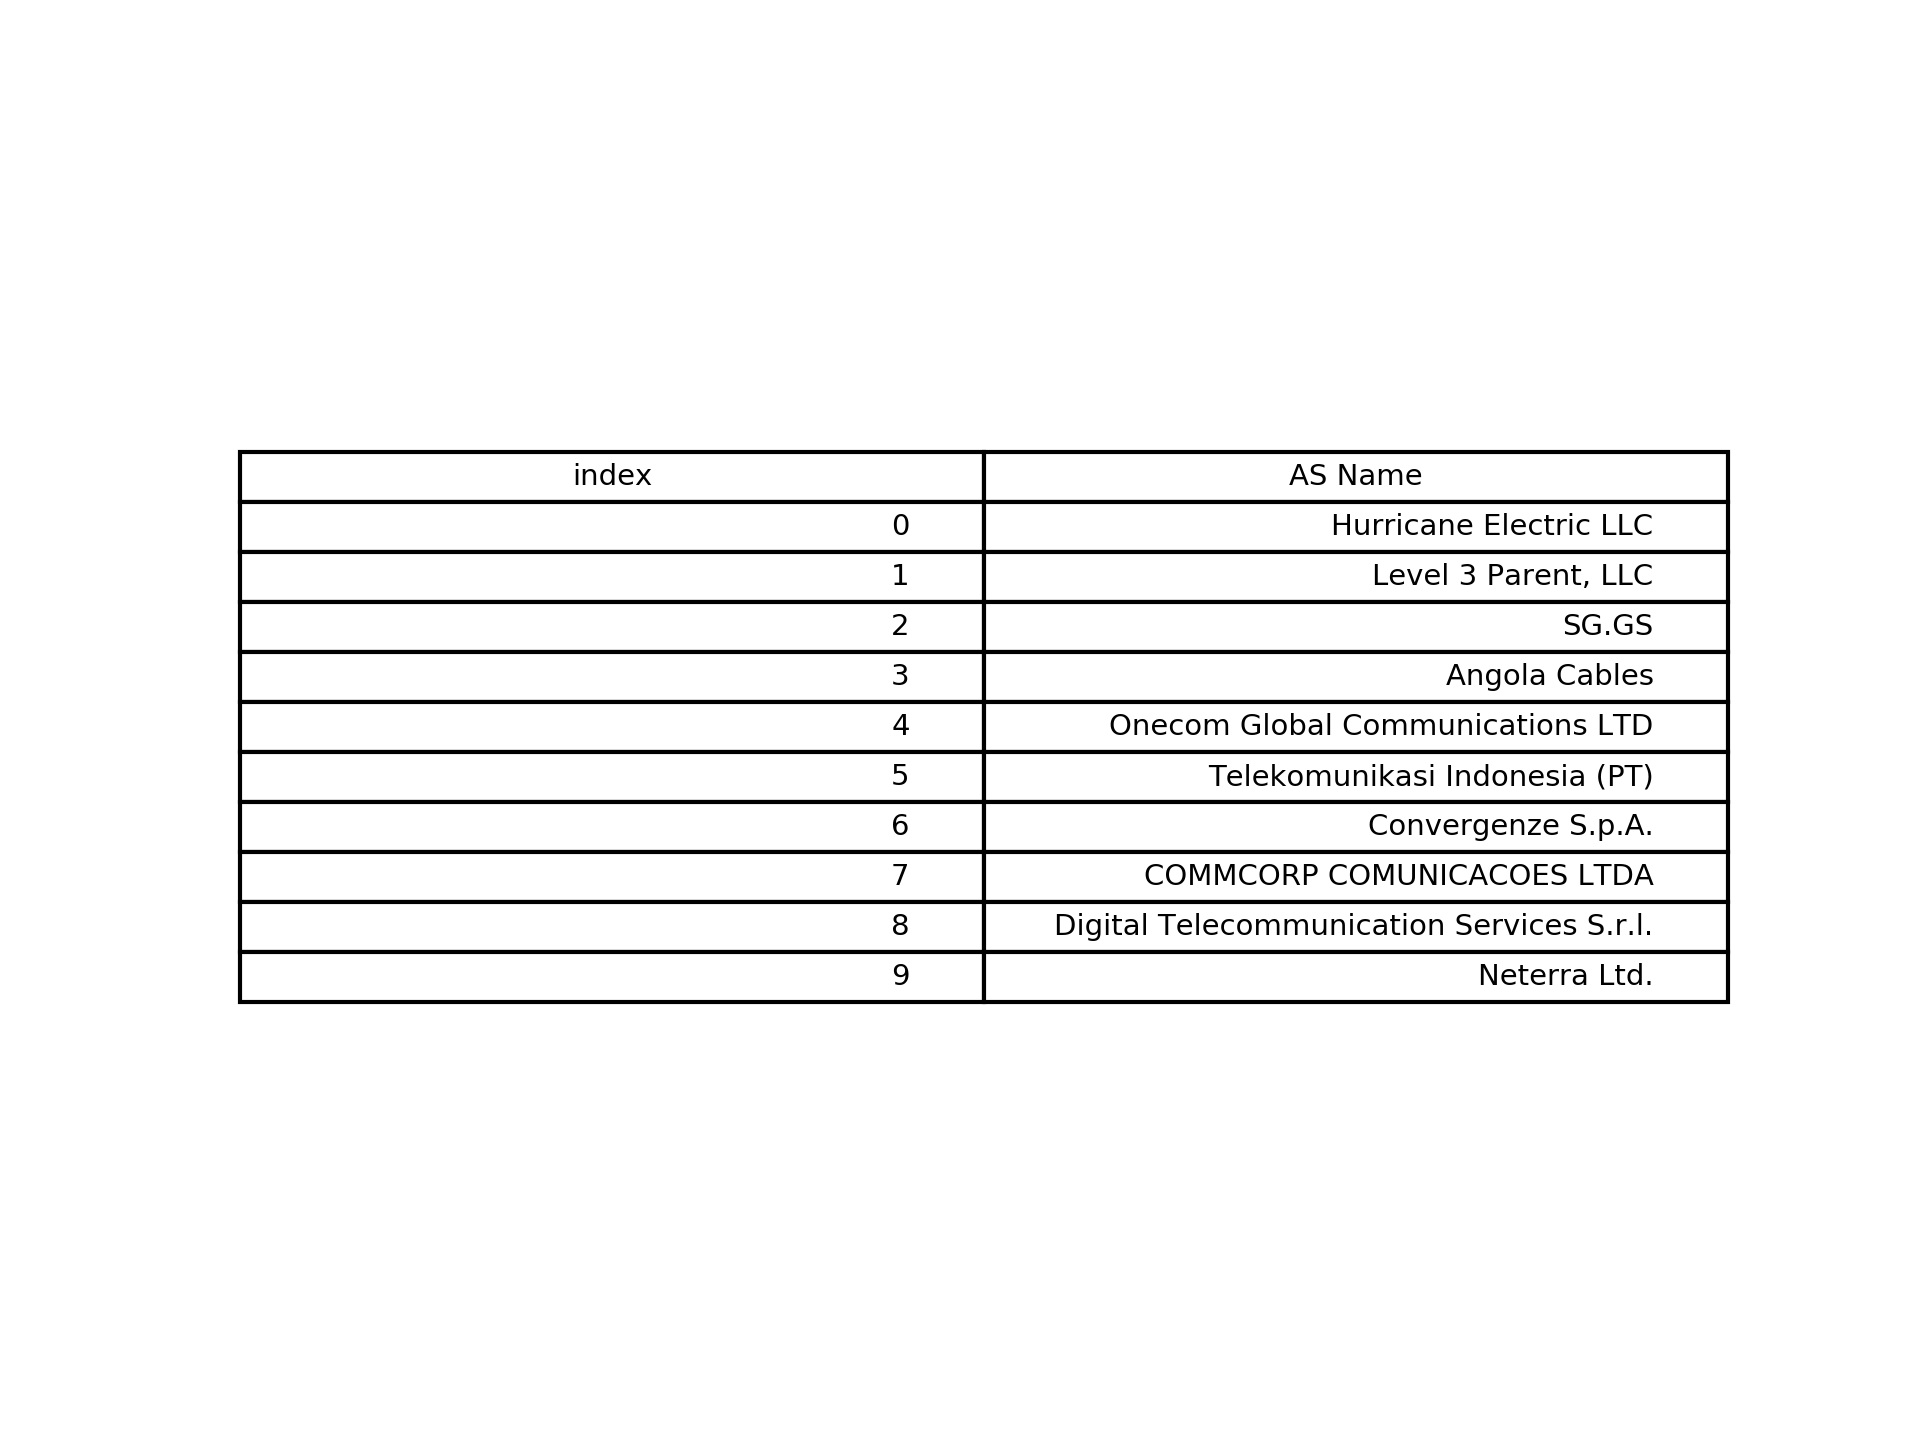 index AS Name
0 Hurricane Electric LLC
1 Level 3 Parent, LLC
2 SG.GS
3 Angola Cables
4 Onecom Global Communications LTD
5 Telekomunikasi Indonesia (PT)
6 Convergenze S.p.A.
7 COMMCORP COMUNICACOES LTDA
8 Digital Telecommunication Services S.r.l.
9 Neterra Ltd.